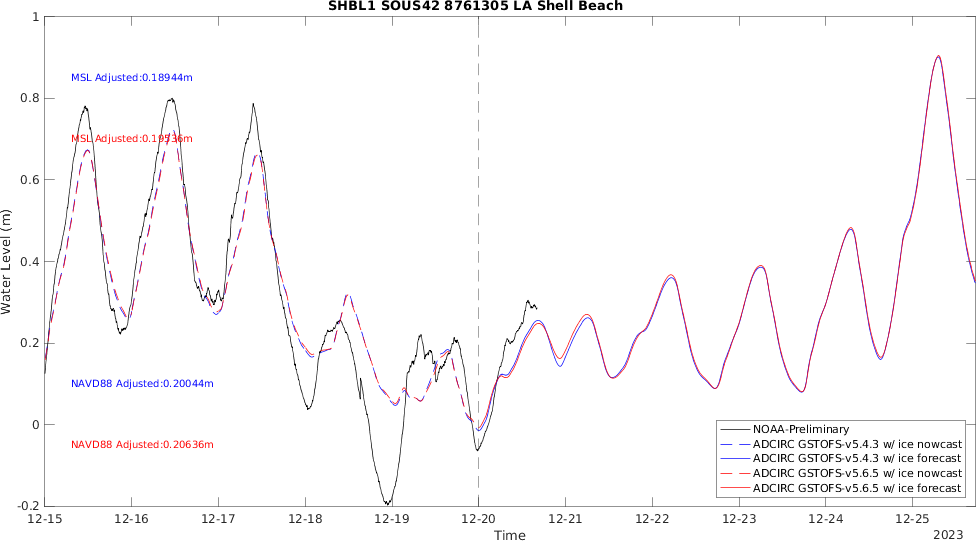 SHBL1 SOUS42 8761305 LA Shell Beach
1
0.8
0.6
0.4
0.2
0
-0.2
Water Level (m)
MSL Adjusted:0.18944m
MSL Adjusted:0.19536m
NAVD88 Adjusted:0.20044m
NAVD88 Adjusted:0.20636m
NOAA-Preliminary
ADCIRC GSTOFS-v5.4.3 w/ ice nowcast
ADCIRC GSTOFS-v5.4.3 w/ ice forecast
ADCIRC GSTOFS-v5.6.5 w/ ice nowcast
ADCIRC GSTOFS-v5.6.5 w/ ice forecast
12-15 12-16 12-17 12-18 12-19 12-20 12-21 12-22 12-23 12-24 12-25
Time
2023